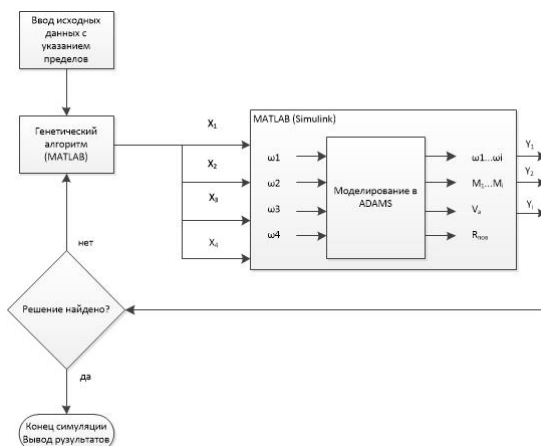 Ввод исходных
данных с
указанием
пределов
Генетический
алгоритм
(MATLAB)
X₁
X₂
X₃
X₄
MATLAB (Simulink)
ω1
ω2
ω3
ω4
Моделирование в
ADAMS
ω1...ωi
M₁...Mᵢ
Vₐ
Rпов
Y₁
Y₂
Yᵢ
нет
Решение найдено?
да
Конец симуляции
Вывод рузультатов